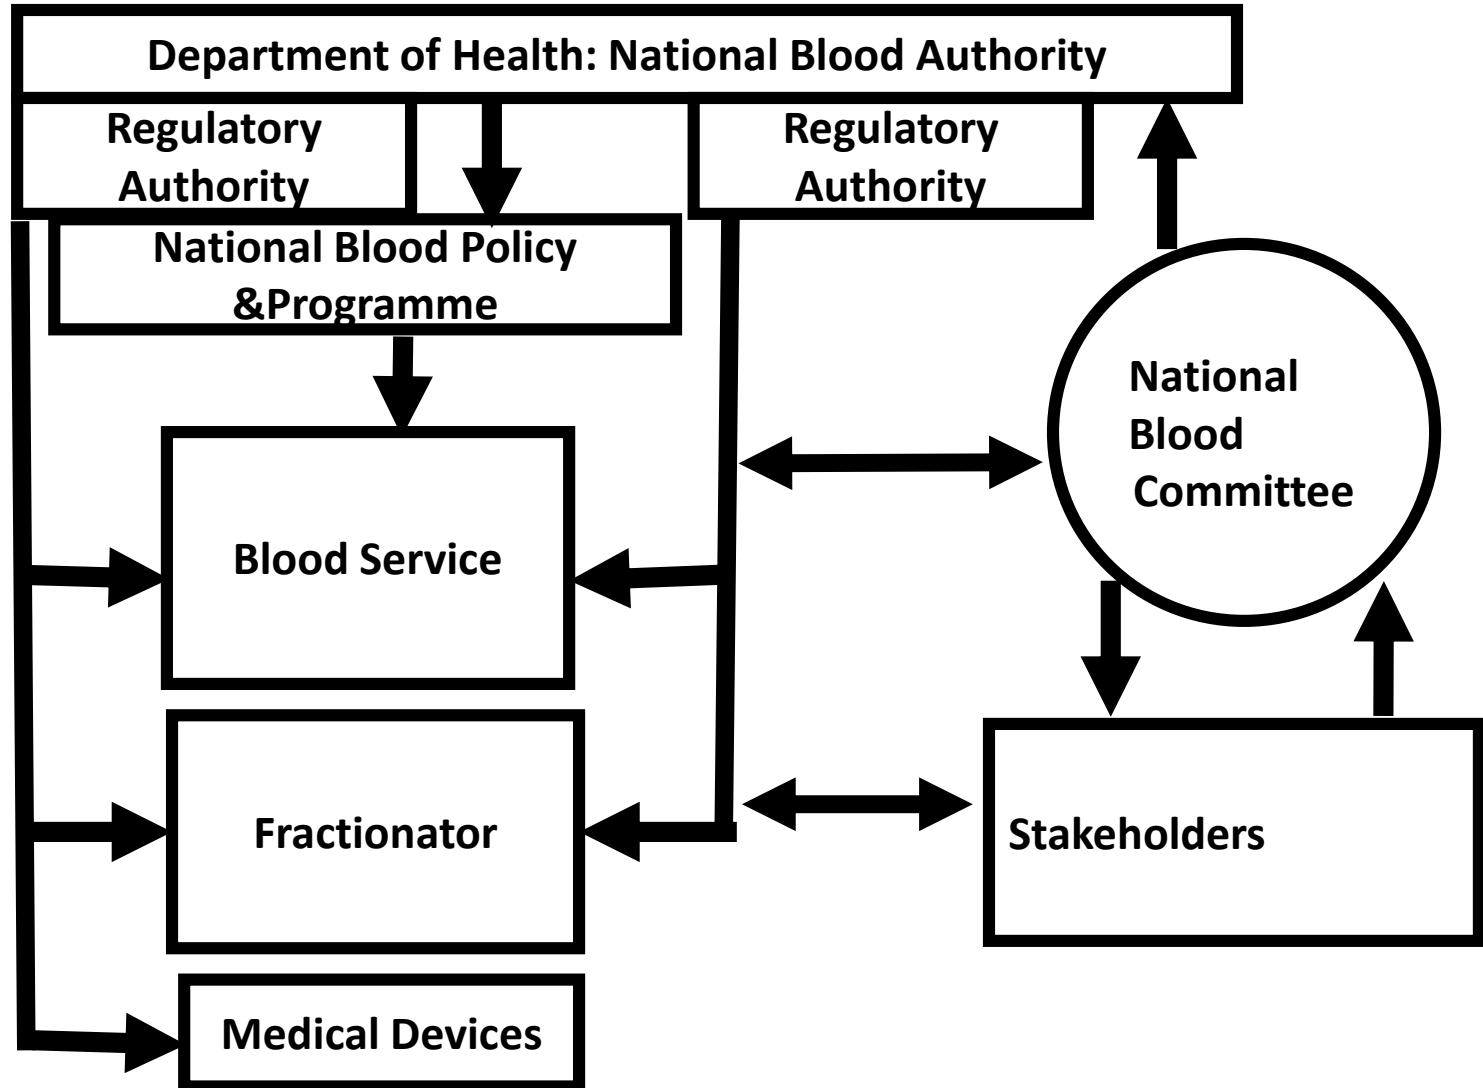 Department of Health: National Blood Authority
Regulatory
Authority
Regulatory
Authority
National Blood Policy
&Programme
National
Blood
Committee
Blood Service
Fractionator
Stakeholders
Medical Devices